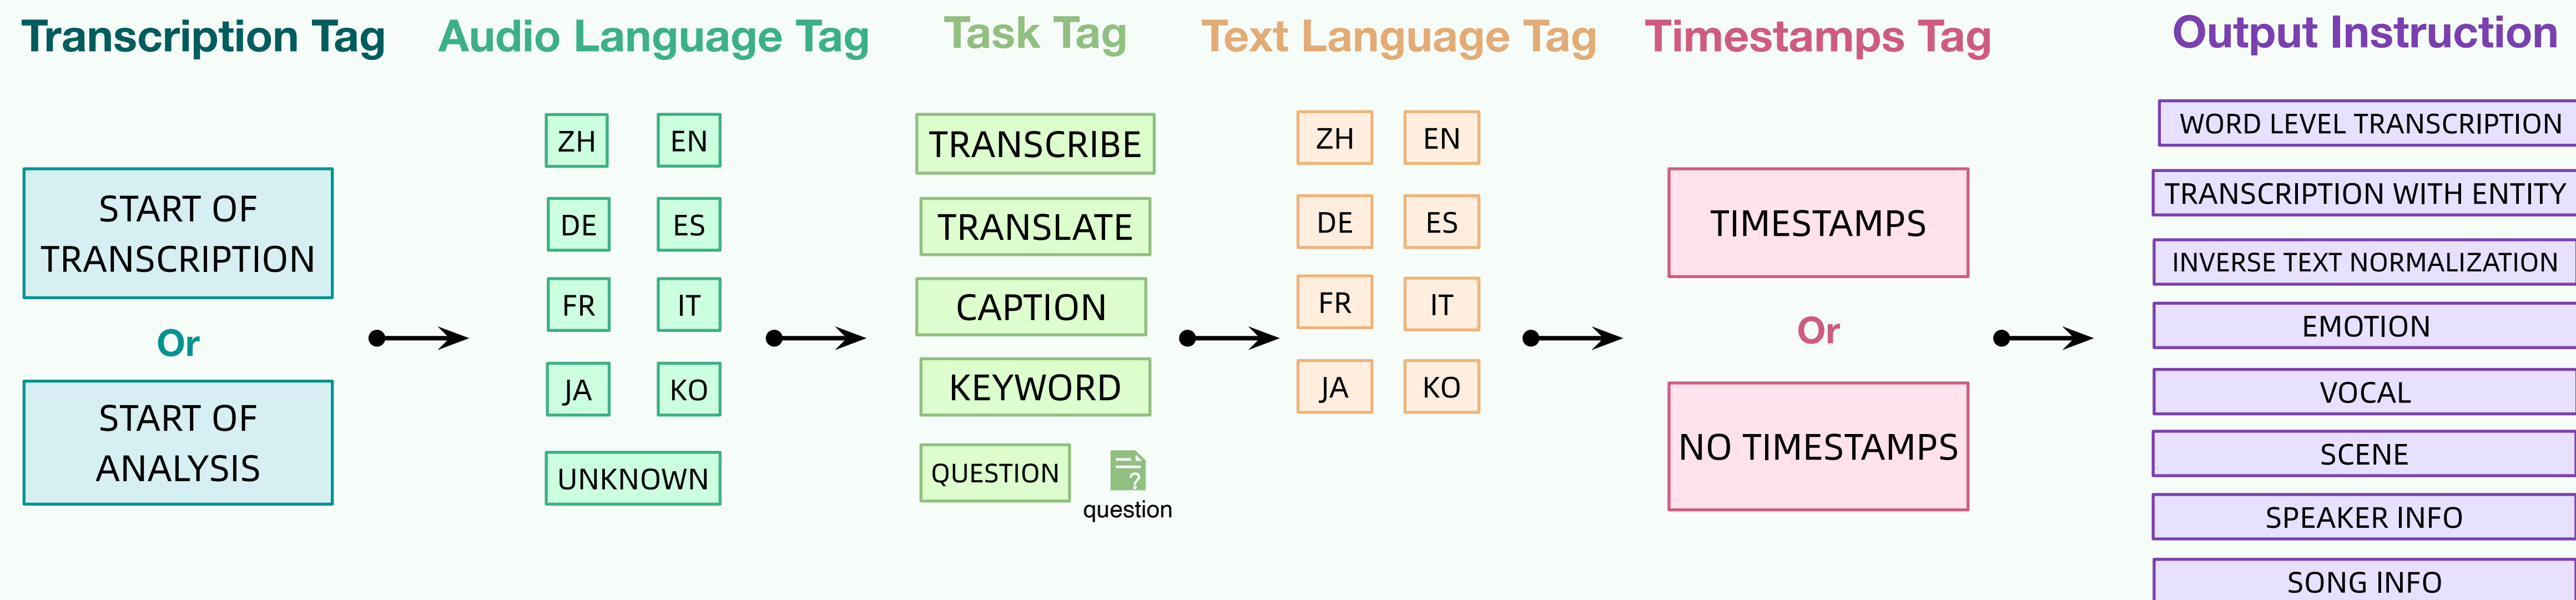 Transcription Tag
Audio Language Tag
Task Tag
Text Language Tag
Timestamps Tag
Output Instruction
START OF
TRANSCRIPTION
Or
START OF
ANALYSIS
ZH
EN
DE
ES
FR
IT
JA
KO
UNKNOWN
TRANSCRIBE
TRANSLATE
CAPTION
KEYWORD
QUESTION
?
question
ZH
EN
DE
ES
FR
IT
JA
KO
TIMESTAMPS
Or
NO TIMESTAMPS
WORD LEVEL TRANSCRIPTION
TRANSCRIPTION WITH ENTITY
INVERSE TEXT NORMALIZATION
EMOTION
VOCAL
SCENE
SPEAKER INFO
SONG INFO